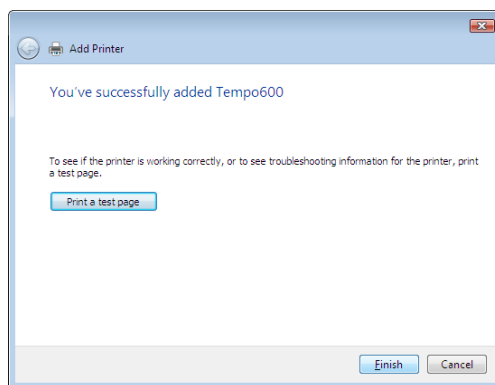 Add Printer
You've successfully added Tempo600
To see if the printer is working correctly, or to see troubleshooting information for the printer, print
a test page.
Print a test page
Finish Cancel